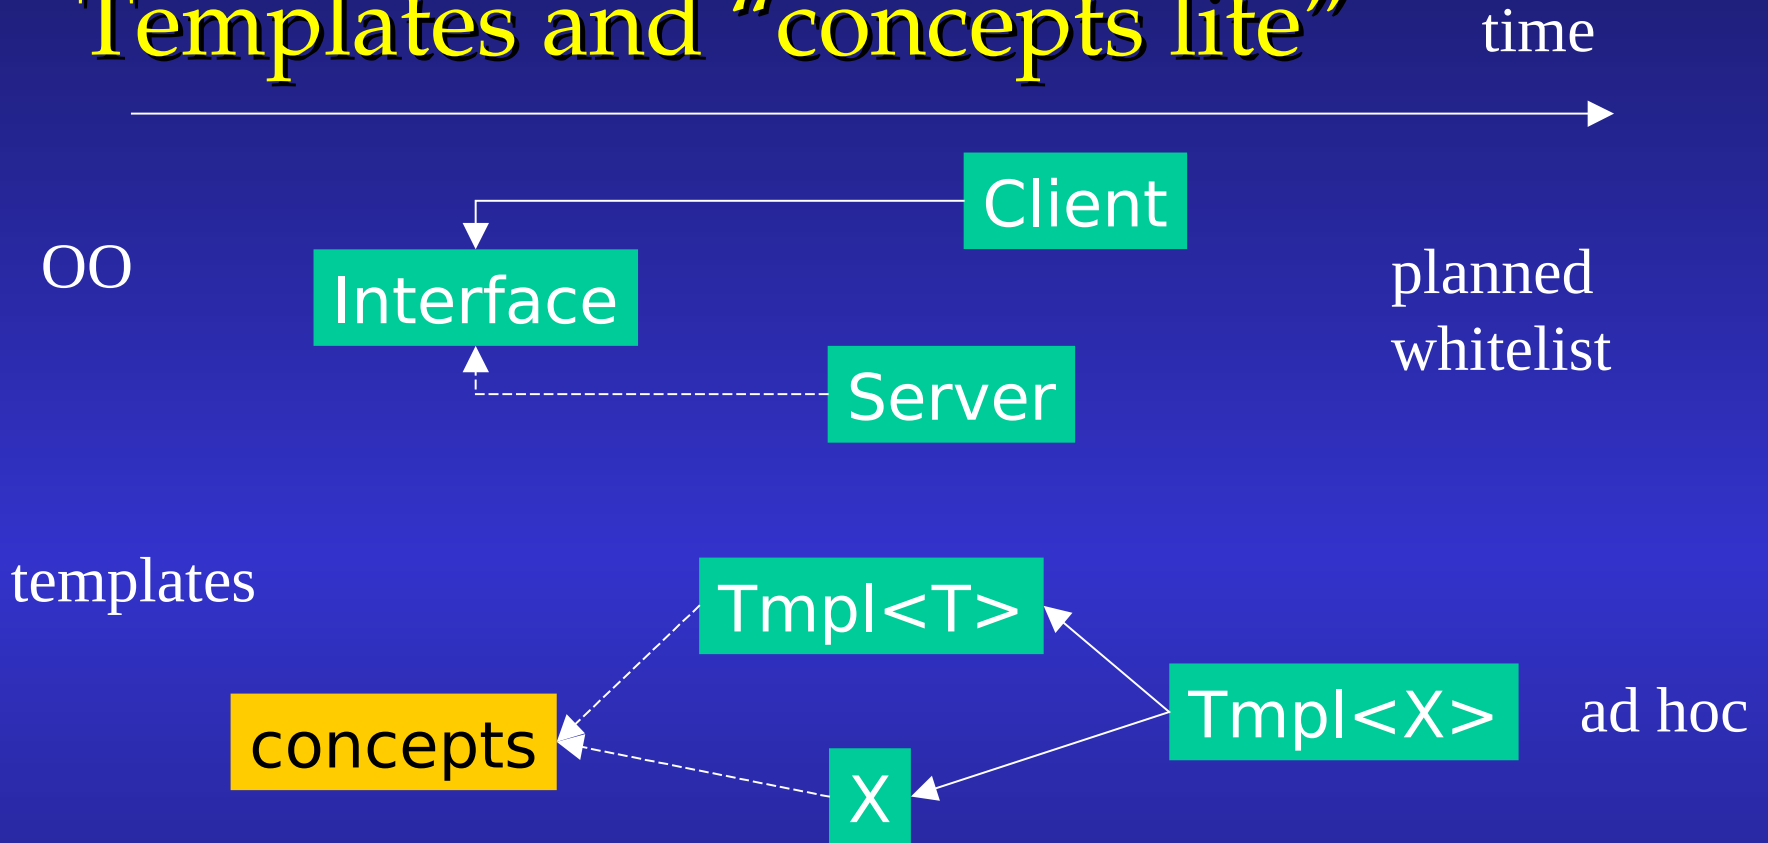 Templates and “concepts lite”
time
Client
OO
Interface
planned
whitelist
Server
templates
Tmpl<T>
Tmpl<X>
ad hoc
concepts
X